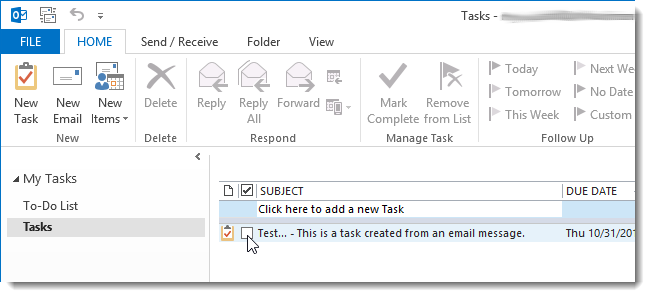 Tasks -
FILE HOME Send / Receive Folder View
New Task
New Email
New Items
Delete
Reply
Reply All
Forward
Mark Complete
Remove from List
Today
Tomorrow
This Week
Next We
No Date
Custom
New Delete Respond Manage Task Follow Up
My Tasks
To-Do List
Tasks
SUBJECT DUE DATE
Click here to add a new Task
Test... - This is a task created from an email message. Thu 10/31/201